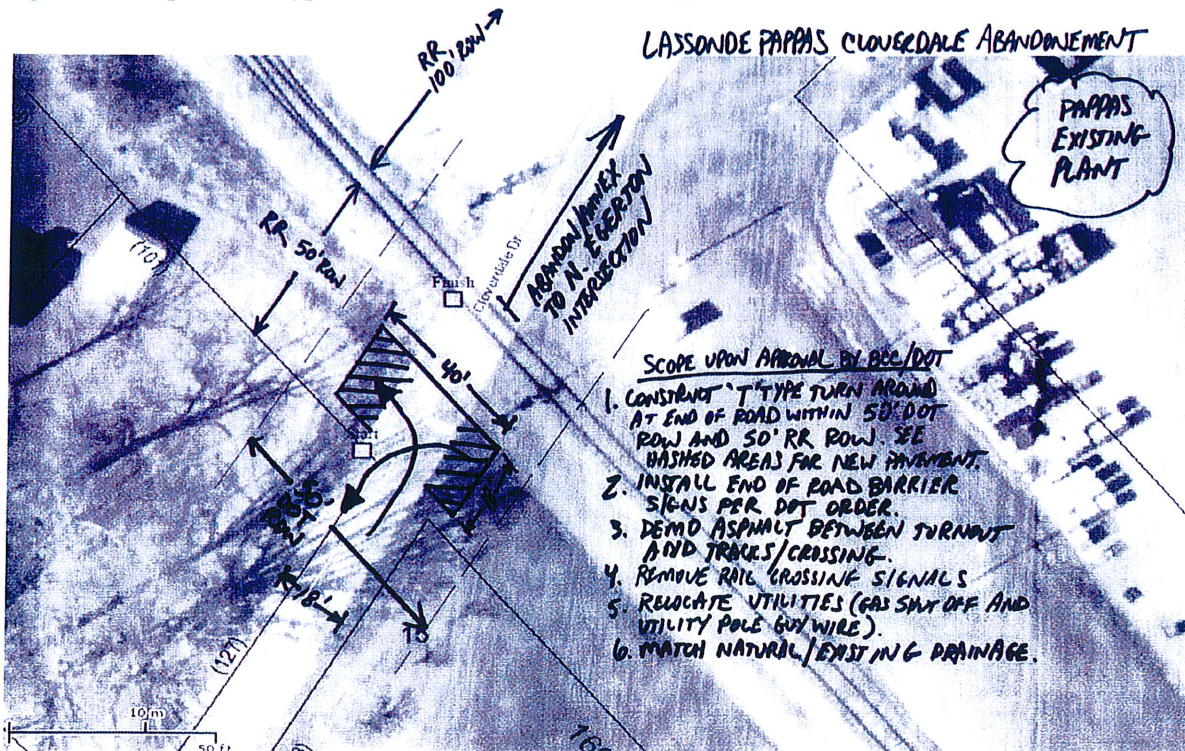 LASSONDE PAPPAS CLOVERDALE ABANDONEMENT
RR
100' ROW
PAPPAS
EXISTING
PLANT
RR 50' ROW
(107)
ABANDON/ANNEX
TO N. EGERTON
INTERSECTION
Finish
Cloverdale Dr
40'
SCOPE UPON APPROVAL BY BCC/DOT
1. CONSTRUCT "T" TYPE TURN AROUND
AT END OF ROAD WITHIN 50' DOT
ROW AND 50' RR ROW. SEE
HASHED AREAS FOR NEW PAVEMENT.
2. INSTALL END OF ROAD BARRIER
SIGNS PER DOT ORDER.
3. DEMO ASPHALT BETWEEN TURNOUT
AND TRACKS/CROSSING.
4. REMOVE RAIL CROSSING SIGNALS
5. RELOCATE UTILITIES (GAS SHUT OFF AND
UTILITY POLE GUY WIRE).
6. MATCH NATURAL/EXISTING DRAINAGE.
Start
18'
(127)
10 m
50 ft